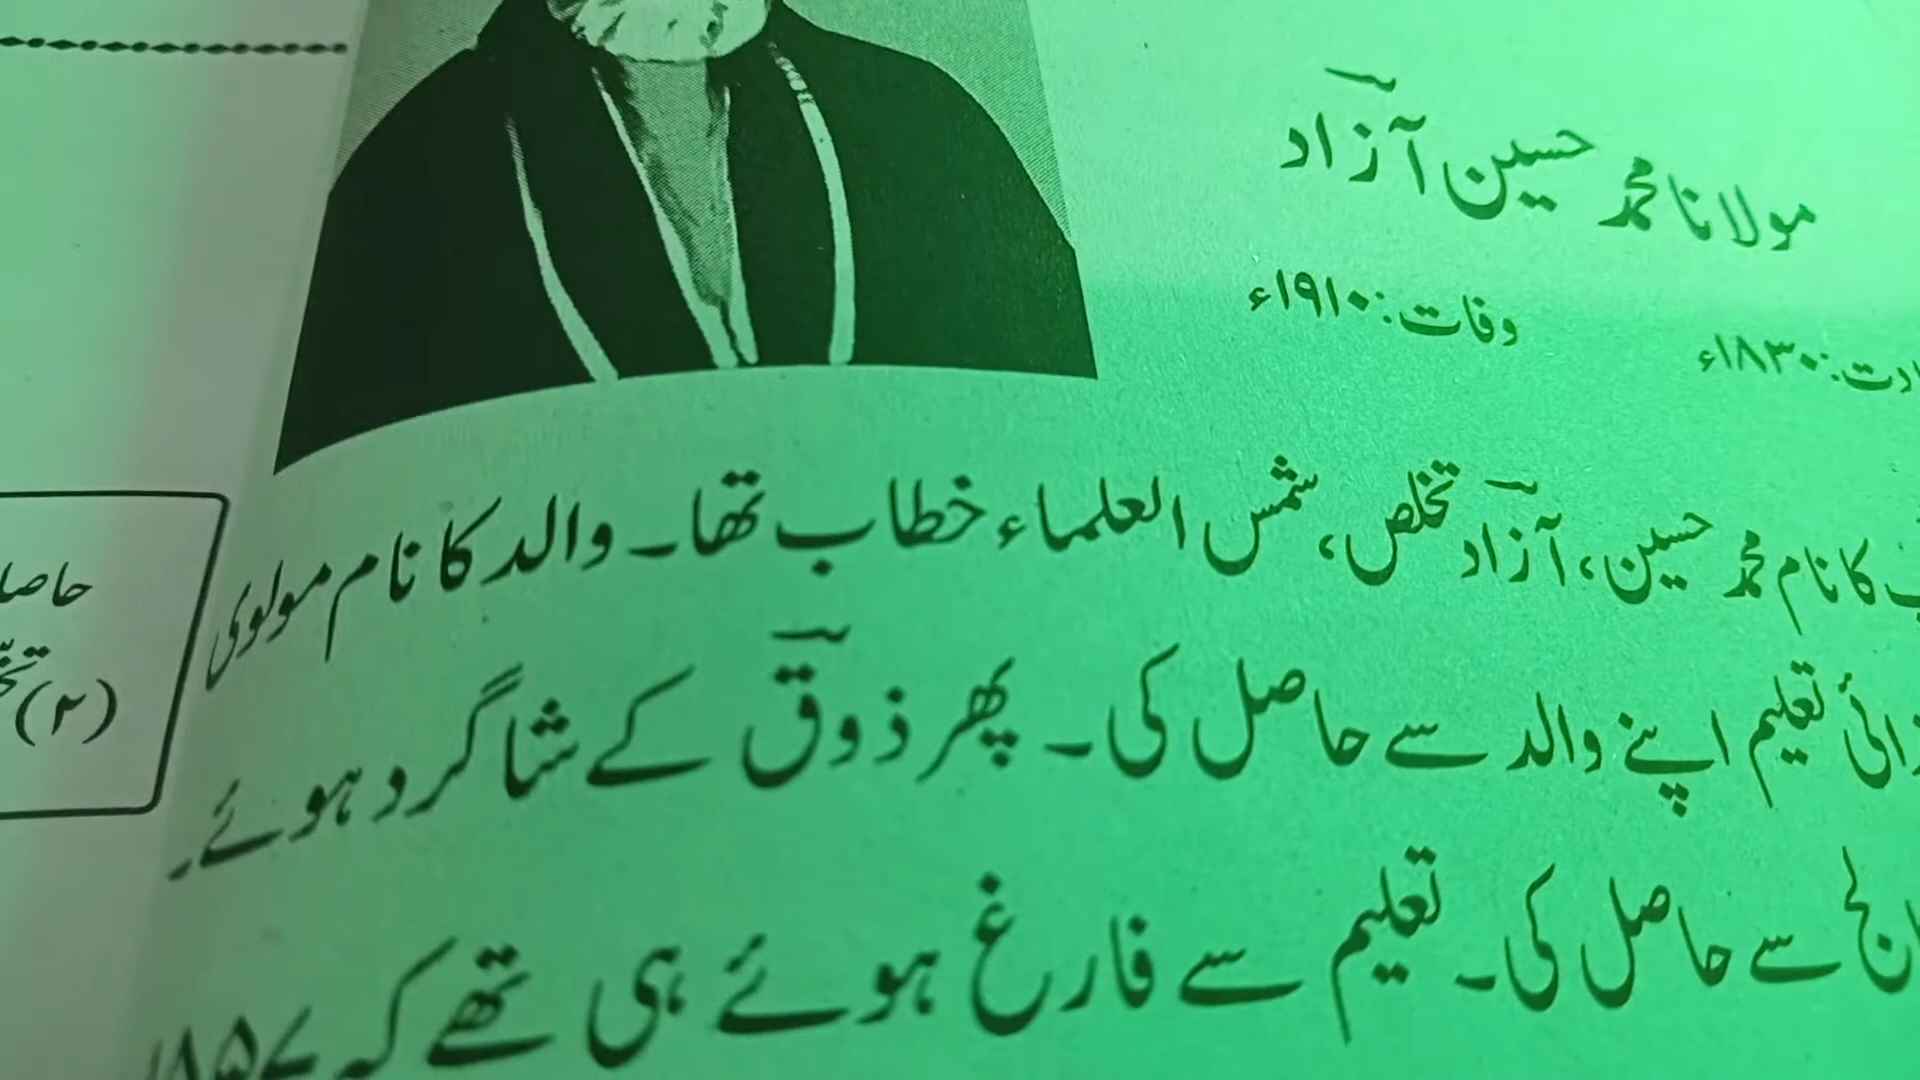 مولانا محمد حسین آزاد
وفات: ۱۹۱۰ء
۱۸۳۰ء
کا نام محمد حسین، آزاد تخلص، شمس العلماء خطاب تھا۔ والد کا نام مولوی
تعلیم اپنے والد سے حاصل کی۔ پھر ذوق کے شاگرد ہوئے۔
سے حاصل کی۔ تعلیم سے فارغ ہوئے ہی تھے کہ ۱۸۵۷
(۲)